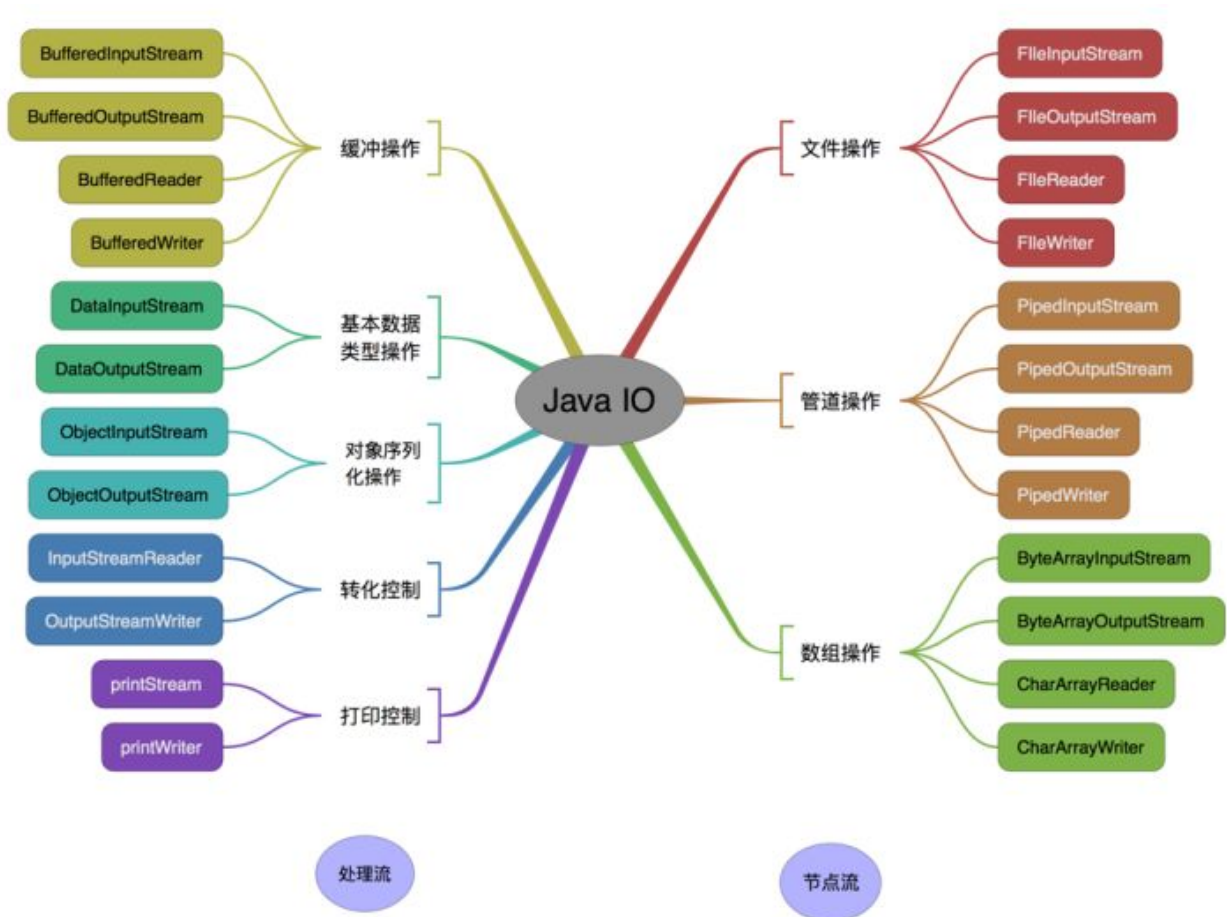 BufferedInputStream
BufferedOutputStream
BufferedReader
BufferedWriter
缓冲操作
DataInputStream
DataOutputStream
基本数据
类型操作
ObjectInputStream
ObjectOutputStream
对象序列
化操作
InputStreamReader
OutputStreamWriter
转化控制
printStream
printWriter
打印控制
Java IO
文件操作
FIleInputStream
FIleOutputStream
FIleReader
FIleWriter
管道操作
PipedInputStream
PipedOutputStream
PipedReader
PipedWriter
数组操作
ByteArrayInputStream
ByteArrayOutputStream
CharArrayReader
CharArrayWriter
处理流
节点流